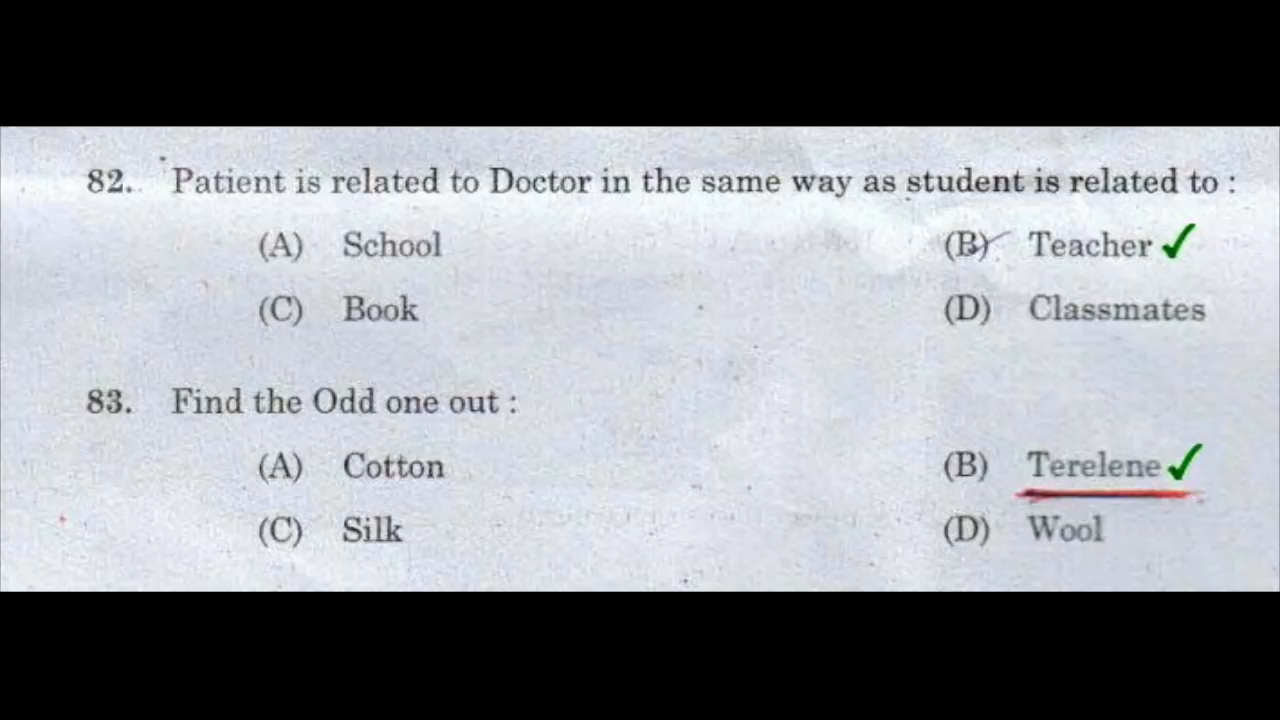 82. Patient is related to Doctor in the same way as student is related to :
(A) School (B) Teacher
(C) Book (D) Classmates
83. Find the Odd one out :
(A) Cotton (B) Terelene
(C) Silk (D) Wool